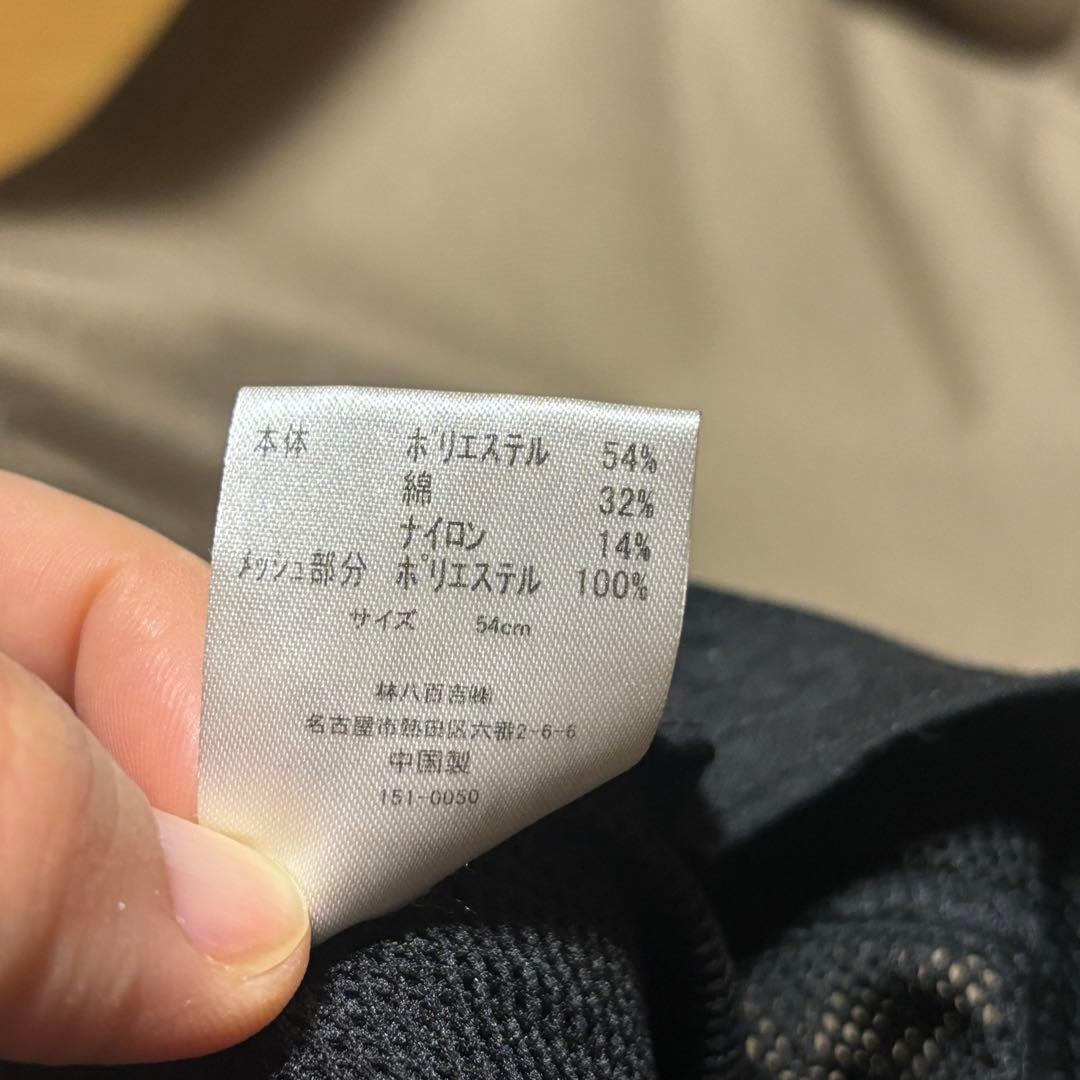 本体 ポリエステル 54%
綿 32%
ナイロン 14%
メッシュ部分 ポリエステル 100%
サイズ 54cm
林八百吉㈱
名古屋市熱田区六番2-6-6
中国製
151-0050